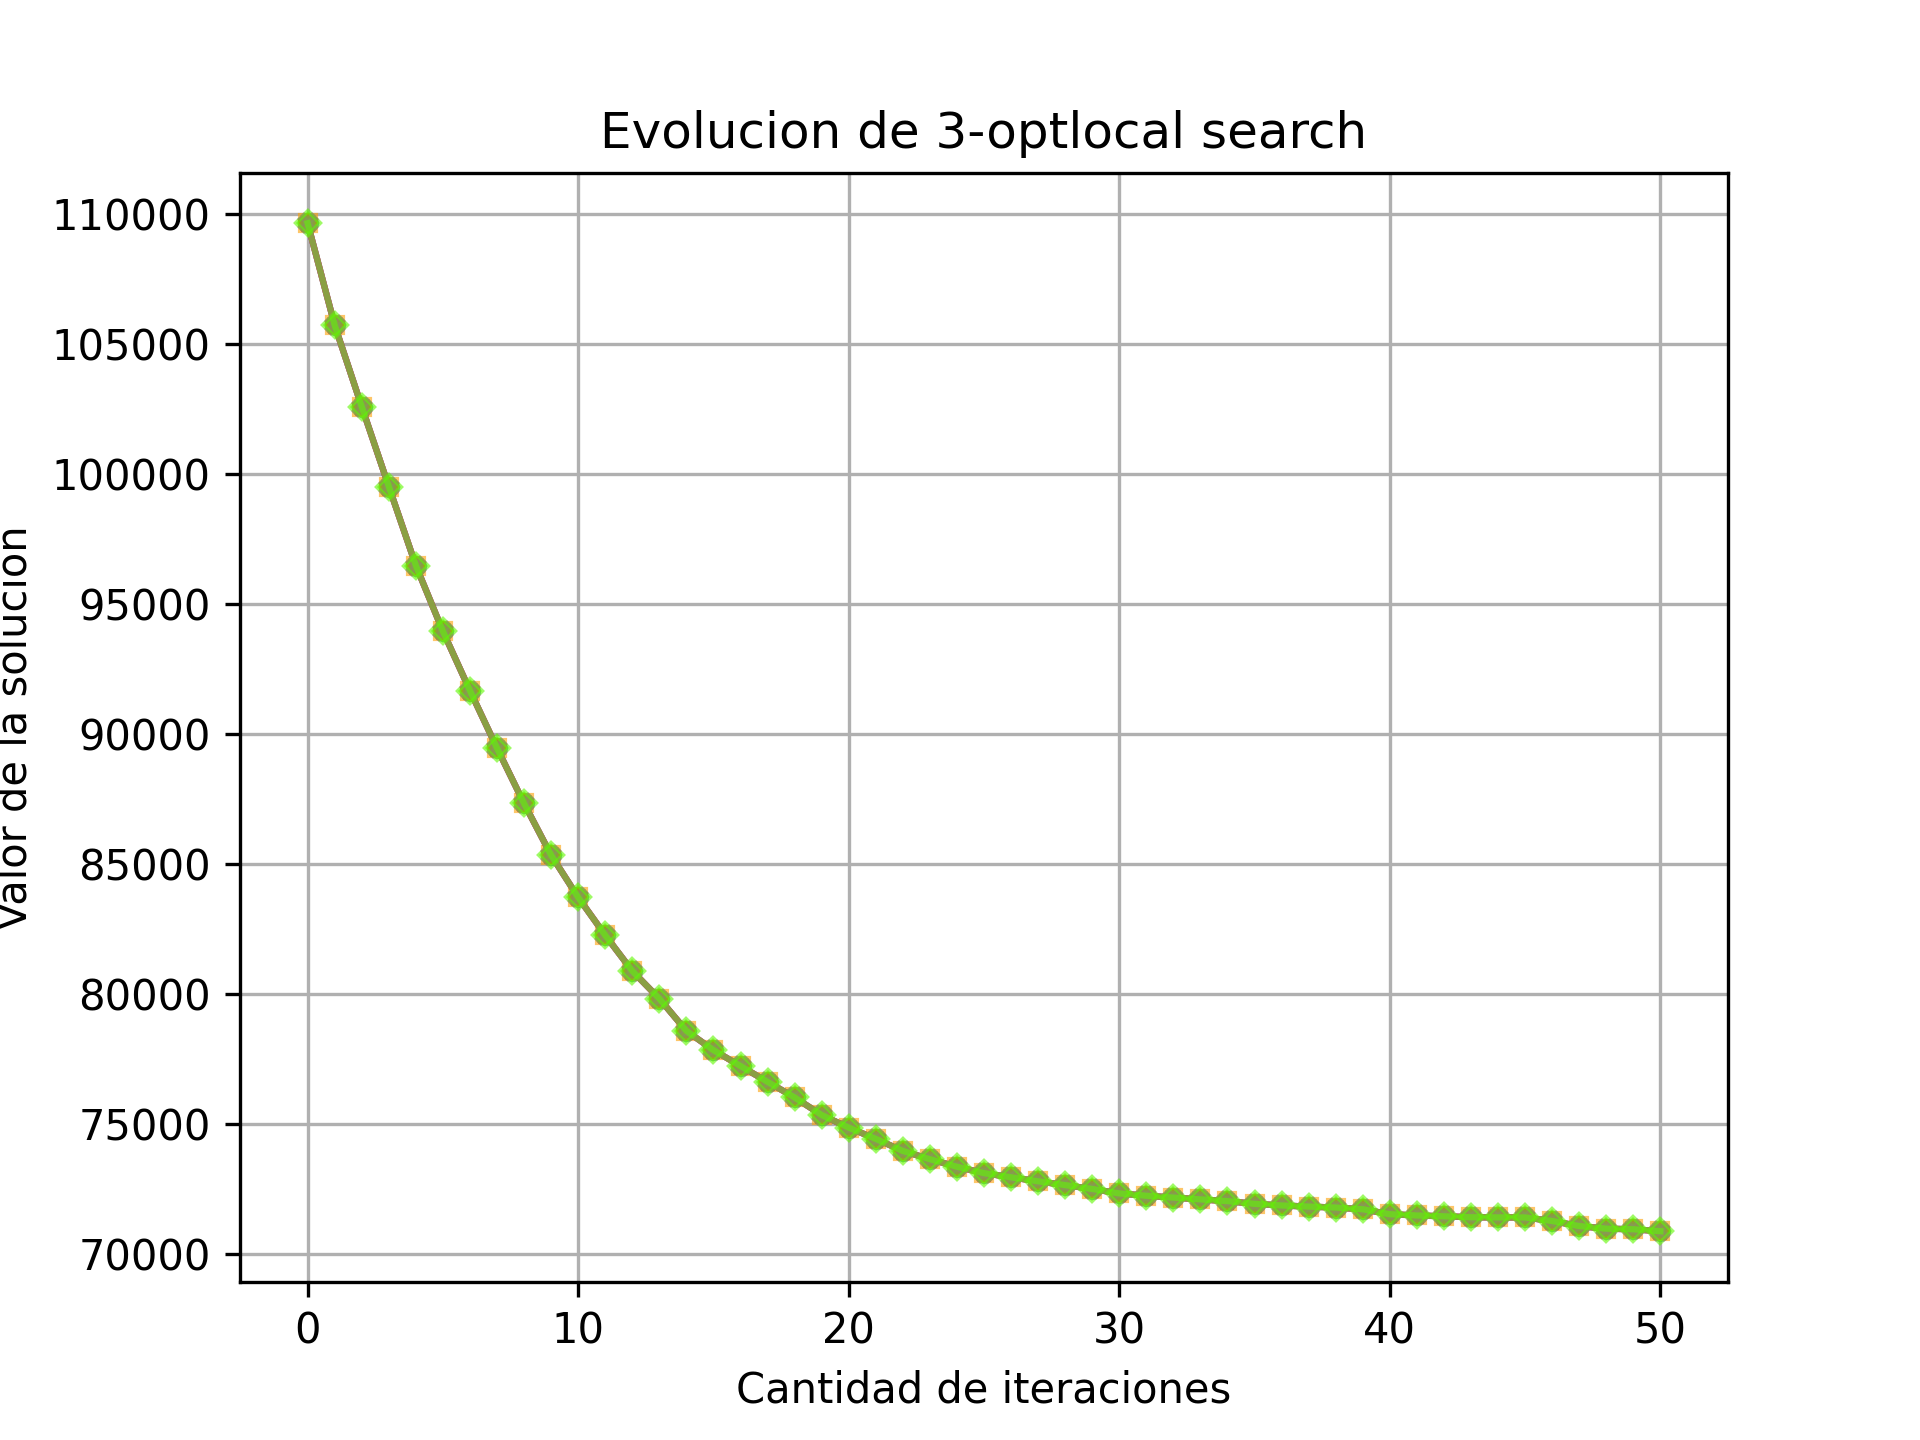 Evolucion de 3-optlocal search
110000
105000
100000
95000
90000
85000
80000
75000
70000
Valor de la solucion
0 10 20 30 40 50
Cantidad de iteraciones